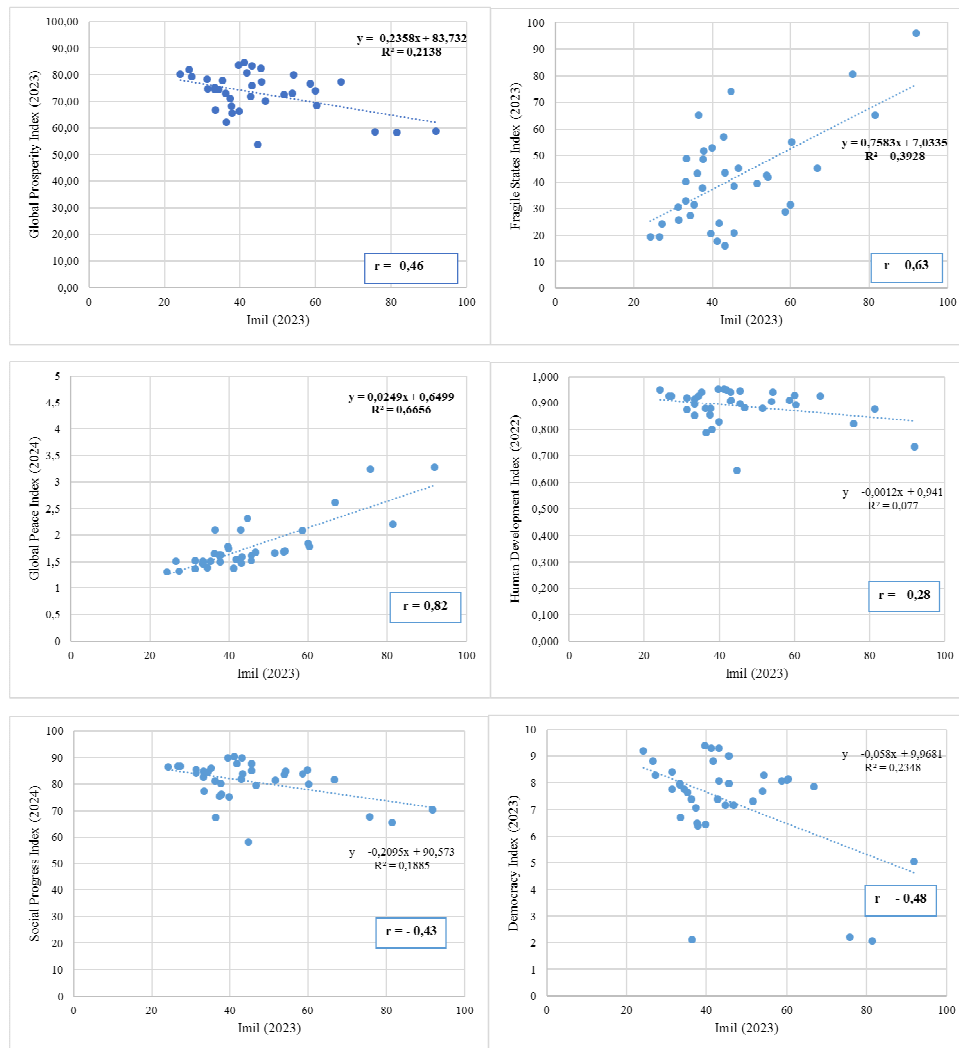 100,00
90,00
80,00
70,00
60,00
50,00
40,00
30,00
20,00
10,00
0,00
0 20 40 60 80 100
Global Prosperity Index (2023)
Imil (2023)
y = 0,2358x + 83,732
R² = 0,2138
r = 0,46
100
90
80
70
60
50
40
30
20
10
0
0 20 40 60 80 100
Fragile States Index (2023)
Imil (2023)
y = 0,7583x + 7,0335
R² 0,3928
r 0,63
5
4,5
4
3,5
3
2,5
2
1,5
1
0,5
0
0 20 40 60 80 100
Global Peace Index (2024)
Imil (2023)
y = 0,0249x + 0,6499
R² = 0,6656
r = 0,82
1,000
0,900
0,800
0,700
0,600
0,500
0,400
0,300
0,200
0,100
0,000
0 20 40 60 80 100
Human Development Index (2022)
Imil (2023)
y -0,0012x + 0,941
R² = 0,077
r = 0,28
100
90
80
70
60
50
40
30
20
10
0
0 20 40 60 80 100
Social Progress Index (2024)
Imil (2023)
y -0,2095x + 90,573
R² = 0,1885
r = - 0,43
10
9
8
7
6
5
4
3
2
1
0
0 20 40 60 80 100
Democracy Index (2023)
Imil (2023)
y -0,058x + 9,9681
R² = 0,2348
r - 0,48